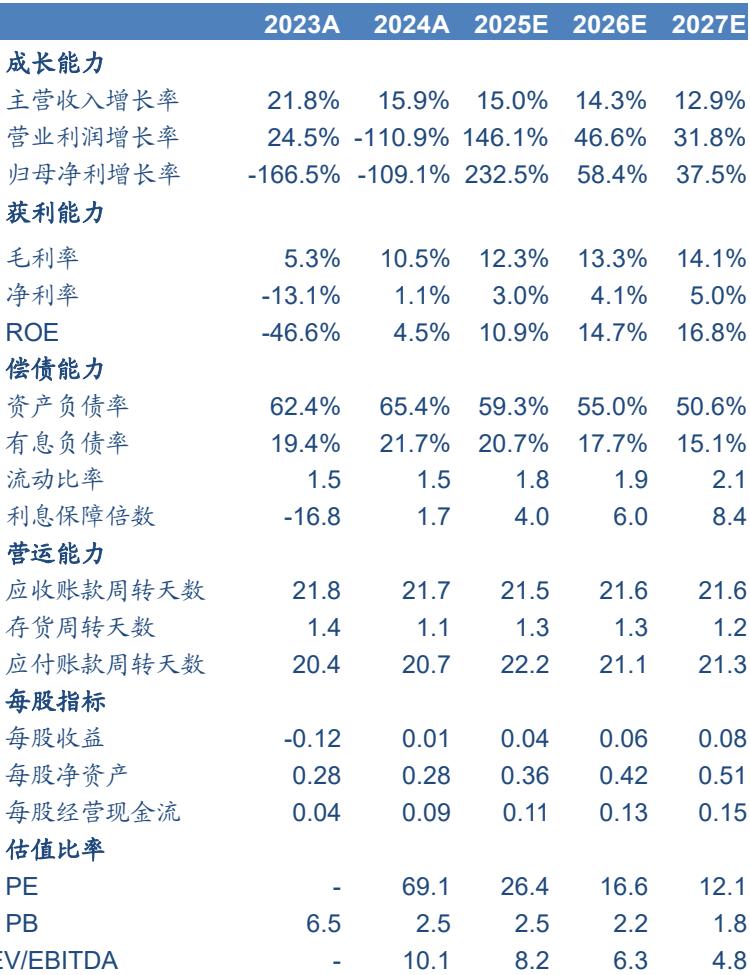 2023A 2024A 2025E 2026E 2027E
成长能力
主营收入增长率 21.8% 15.9% 15.0% 14.3% 12.9%
营业利润增长率 24.5% -110.9% 146.1% 46.6% 31.8%
归母净利增长率 -166.5% -109.1% 232.5% 58.4% 37.5%
获利能力
毛利率 5.3% 10.5% 12.3% 13.3% 14.1%
净利率 -13.1% 1.1% 3.0% 4.1% 5.0%
ROE -46.6% 4.5% 10.9% 14.7% 16.8%
偿债能力
资产负债率 62.4% 65.4% 59.3% 55.0% 50.6%
有息负债率 19.4% 21.7% 20.7% 17.7% 15.1%
流动比率 1.5 1.5 1.8 1.9 2.1
利息保障倍数 -16.8 1.7 4.0 6.0 8.4
营运能力
应收账款周转天数 21.8 21.7 21.5 21.6 21.6
存货周转天数 1.4 1.1 1.3 1.3 1.2
应付账款周转天数 20.4 20.7 22.2 21.1 21.3
每股指标
每股收益 -0.12 0.01 0.04 0.06 0.08
每股净资产 0.28 0.28 0.36 0.42 0.51
每股经营现金流 0.04 0.09 0.11 0.13 0.15
估值比率
PE - 69.1 26.4 16.6 12.1
PB 6.5 2.5 2.5 2.2 1.8
EV/EBITDA - 10.1 8.2 6.3 4.8